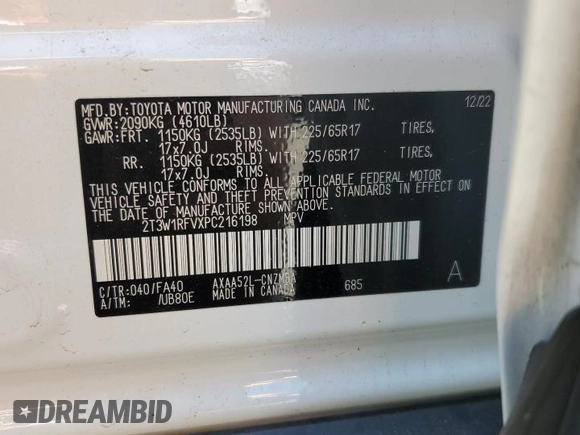 MFD.BY:TOYOTA MOTOR MANUFACTURING CANADA INC. 12/22
GVWR:2090KG (4610LB)
GAWR:FRT. 1150KG (2535LB) WITH 225/65R17 TIRES,
17x7.0J RIMS.
RR. 1150KG (2535LB) WITH 225/65R17 TIRES,
17x7.0J RIMS.
THIS VEHICLE CONFORMS TO ALL APPLICABLE FEDERAL MOTOR
VEHICLE SAFETY AND THEFT PREVENTION STANDARDS IN EFFECT ON
THE DATE OF MANUFACTURE SHOWN ABOVE.
2T3W1RFVXPC216198 MPV
C/TR:040/FA40 AXAA52L-CNZMBA
A/TM: /UB80E MADE IN CANADA 685 A
DREAMBID